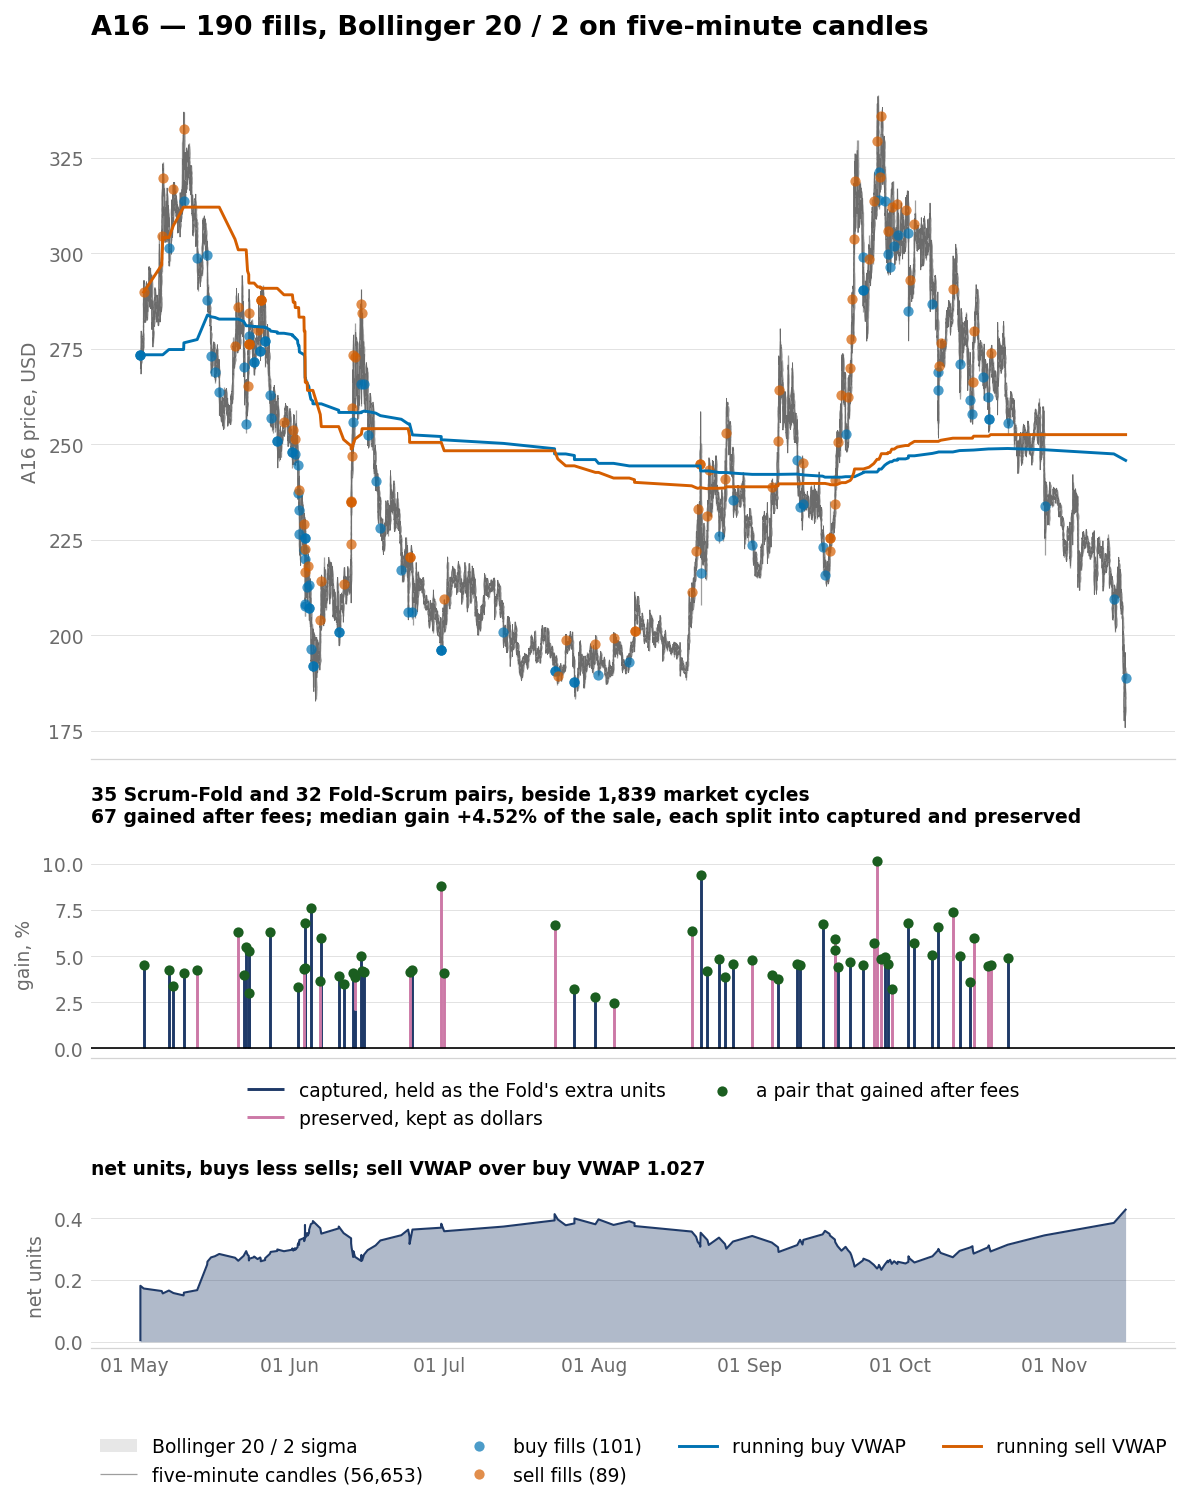 A16 — 190 fills, Bollinger 20 / 2 on five-minute candles
325
300
275
250
225
200
175
A16 price, USD
35 Scrum-Fold and 32 Fold-Scrum pairs, beside 1,839 market cycles
67 gained after fees; median gain +4.52% of the sale, each split into captured and preserved
10.0
7.5
5.0
2.5
0.0
gain, %
captured, held as the Fold's extra units
a pair that gained after fees
preserved, kept as dollars
net units, buys less sells; sell VWAP over buy VWAP 1.027
0.4
0.2
0.0
net units
01 May
01 Jun
01 Jul
01 Aug
01 Sep
01 Oct
01 Nov
Bollinger 20 / 2 sigma
buy fills (101)
running buy VWAP
running sell VWAP
five-minute candles (56,653)
sell fills (89)